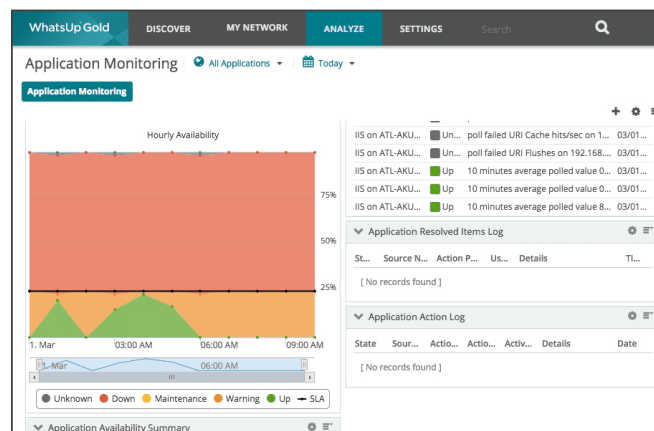 WhatsUp Gold DISCOVER MY NETWORK ANALYZE SETTINGS Search
Application Monitoring All Applications Today
Application Monitoring
Hourly Availability
75%
50%
25%
1. Mar 03:00 AM 06:00 AM 09:00 AM
1. Mar 06:00 AM
Unknown Down Maintenance Warning Up SLA
Application Availability Summary
IIS on ATL-AKU... Un... poll failed URI Cache hits/sec on 1... 03/01...
IIS on ATL-AKU... Un... poll failed URI Flushes on 192.168.... 03/01...
IIS on ATL-AKU... Up 10 minutes average polled value 0... 03/01...
IIS on ATL-AKU... Up 10 minutes average polled value 0... 03/01...
IIS on ATL-AKU... Up 10 minutes average polled value 8... 03/01...
Application Resolved Items Log
St... Source N... Action P... Us... Details Ti...
[ No records found ]
Application Action Log
State Sour... Actio... Actio... Activ... Details Date
[ No records found ]